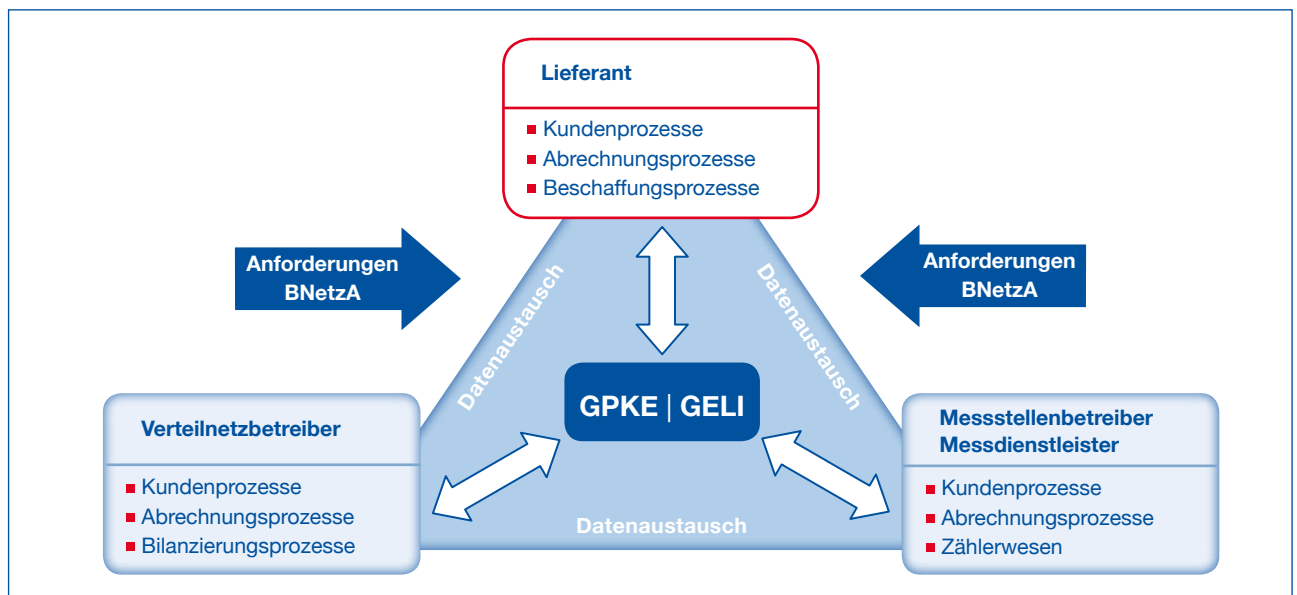 Lieferant
Kundenprozesse
Abrechnungsprozesse
Beschaffungsprozesse
Anforderungen
BNetzA
Anforderungen
BNetzA
Datenaustausch
Datenaustausch
GPKE | GELI
Verteilnetzbetreiber
Kundenprozesse
Abrechnungsprozesse
Bilanzierungsprozesse
Messstellenbetreiber
Messdienstleister
Kundenprozesse
Abrechnungsprozesse
Zählerwesen
Datenaustausch